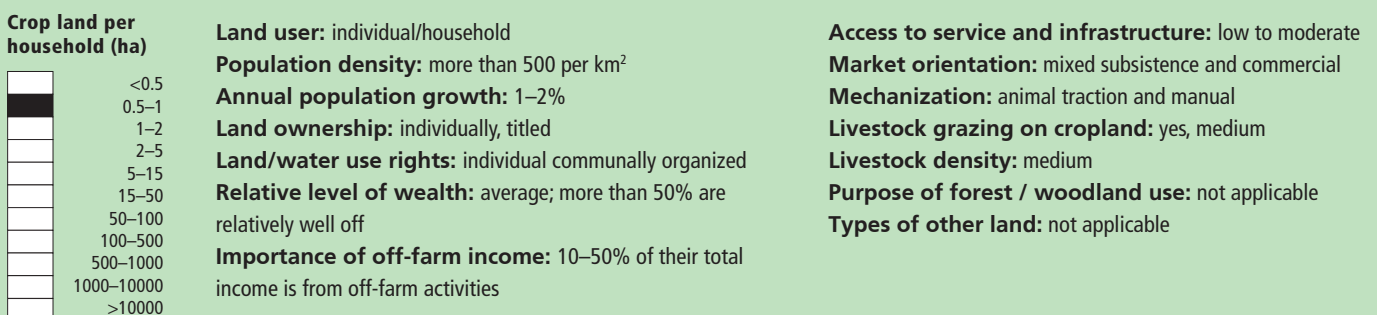 Crop land per
household (ha)
<0.5
0.5–1
1–2
2–5
5–15
15–50
50–100
100–500
500–1000
1000–10000
>10000
Land user: individual/household
Population density: more than 500 per km²
Annual population growth: 1–2%
Land ownership: individually, titled
Land/water use rights: individual communally organized
Relative level of wealth: average; more than 50% are
relatively well off
Importance of off-farm income: 10–50% of their total
income is from off-farm activities
Access to service and infrastructure: low to moderate
Market orientation: mixed subsistence and commercial
Mechanization: animal traction and manual
Livestock grazing on cropland: yes, medium
Livestock density: medium
Purpose of forest / woodland use: not applicable
Types of other land: not applicable